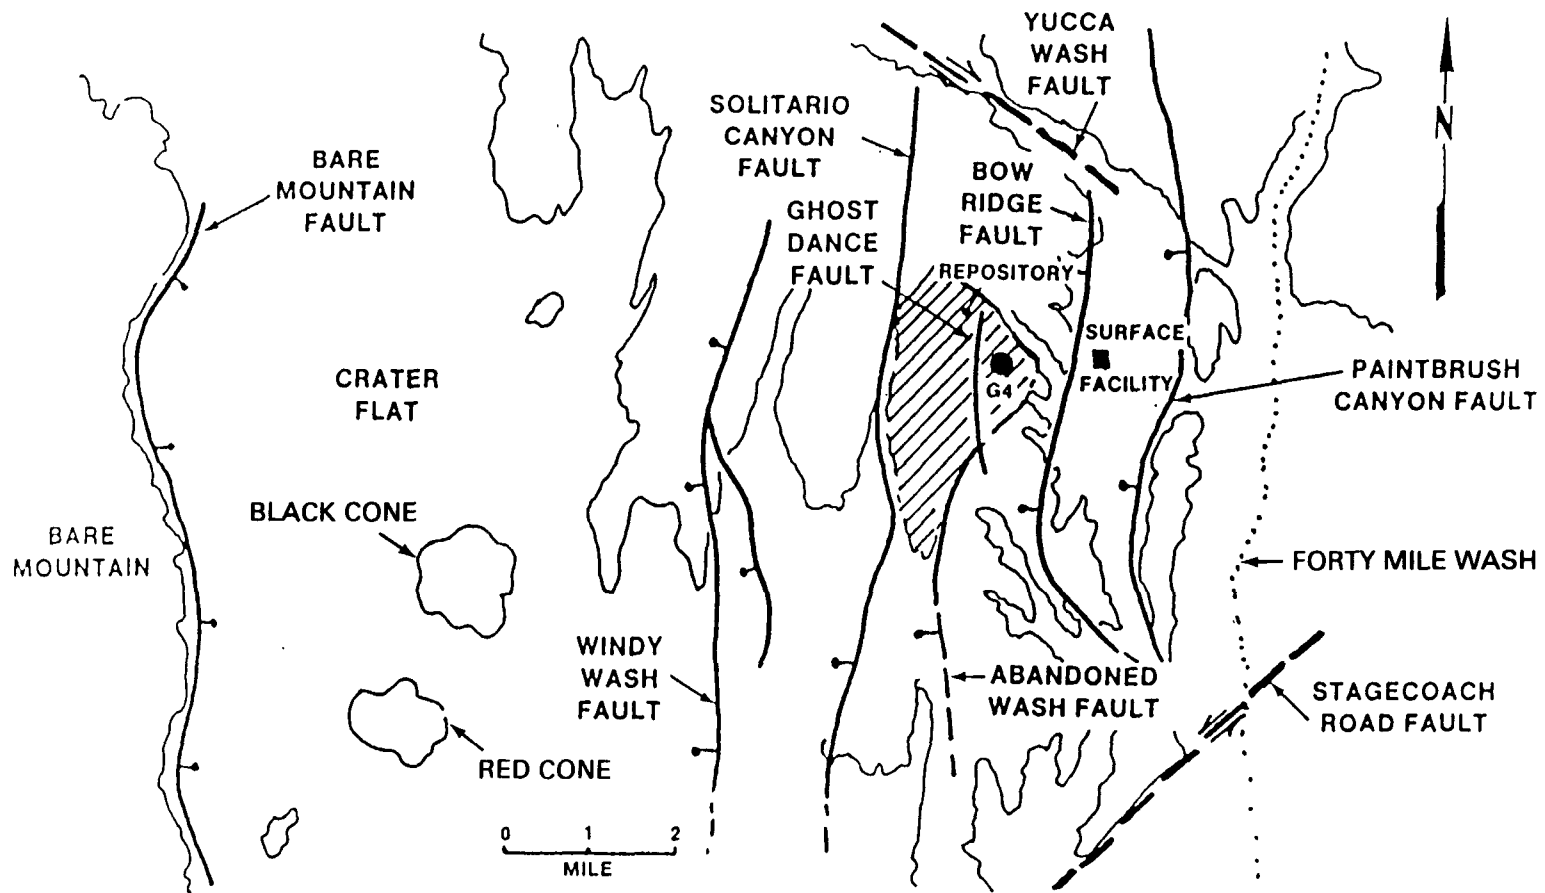 YUCCA
WASH
FAULT
SOLITARIO
CANYON
FAULT
N
BARE
MOUNTAIN
FAULT
BOW
RIDGE
FAULT
GHOST
DANCE
FAULT
REPOSITORY
SURFACE
FACILITY
G4
CRATER
FLAT
PAINTBRUSH
CANYON FAULT
BLACK CONE
BARE
MOUNTAIN
FORTY MILE WASH
WINDY
WASH
FAULT
ABANDONED
WASH FAULT
STAGECOACH
ROAD FAULT
RED CONE
0 1 2
MILE